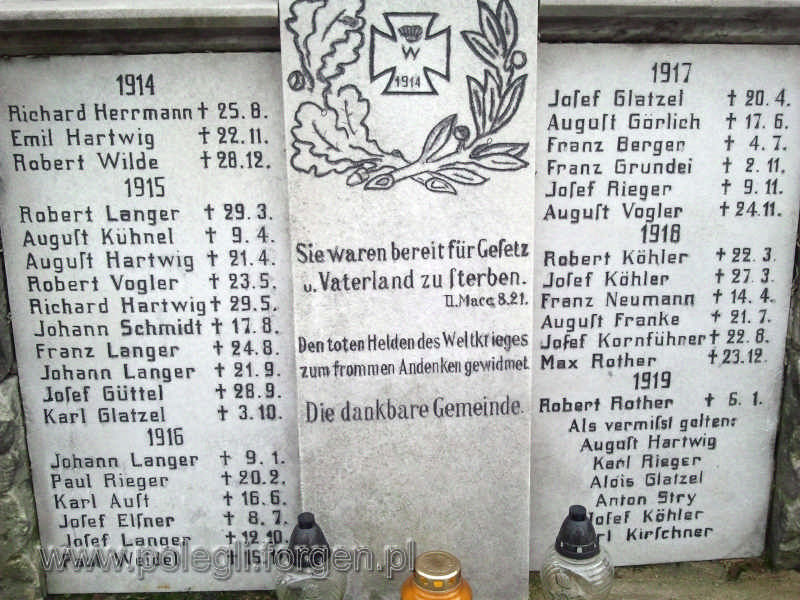 1914
Richard Herrmann † 25.8.
Emil Hartwig † 22.11.
Robert Wilde † 28.12.
1915
Robert Langer † 29.3.
Auguſt Kühnel † 9.4.
Auguſt Hartwig † 21.4.
Robert Vogler † 23.5.
Richard Hartwig † 29.5.
Johann Schmidt † 17.8.
Franz Langer † 24.8.
Johann Langer † 21.9.
Joſef Güttel † 28.9.
Karl Glatzel † 3.10.
1916
Johann Langer † 9.1.
Paul Rieger † 20.2.
Karl Auſt † 16.6.
Joſef Elſner † 8.7.
Joſef Langer † 12.10.
Paul Weidel †
W
1914
Sie waren bereit für Geſetz
u. Vaterland zu ſterben.
II. Macc. 8.21.
Den toten Helden des Weltkrieges
zum frommen Andenken gewidmet.
Die dankbare Gemeinde.
1917
Joſef Glatzel † 20.4.
Auguſt Görlich † 17.6.
Franz Berger † 4.7.
Franz Grundei † 2.11.
Joſef Rieger † 9.11.
Auguſt Vogler † 24.11.
1918
Robert Köhler † 22.3.
Joſef Köhler † 27.3.
Franz Neumann † 14.4.
Auguſt Franke † 21.7.
Joſef Kornführer † 22.8.
Max Rother † 23.12.
1919
Robert Rother † 6.1.
Als vermiſst gelten:
Auguſt Hartwig
Karl Rieger
Alois Glatzel
Anton Stry
Joſef Köhler
Karl Kirſchner
www.polegli.forgen.pl